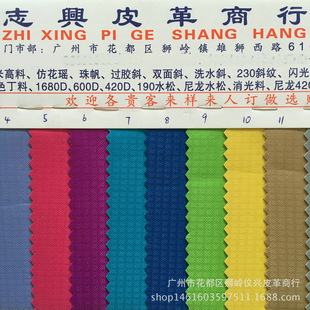 志興皮革商行
ZHI XING PI GE SHANG HANG
门市部：广州市花都区狮岭镇雄狮西路61
米高料、仿花瑶、珠帆、过胶斜、双面斜、洗水斜、230斜纹、闪光
色丁料、1680D、600D、420D、190水松、尼龙水松、消光料、尼龙420
欢迎各贵客来样来人订做选购
4 5 6 7 8 9 10 11
广州市花都区狮岭仪兴皮革商行
shop1461603597511.1688.com